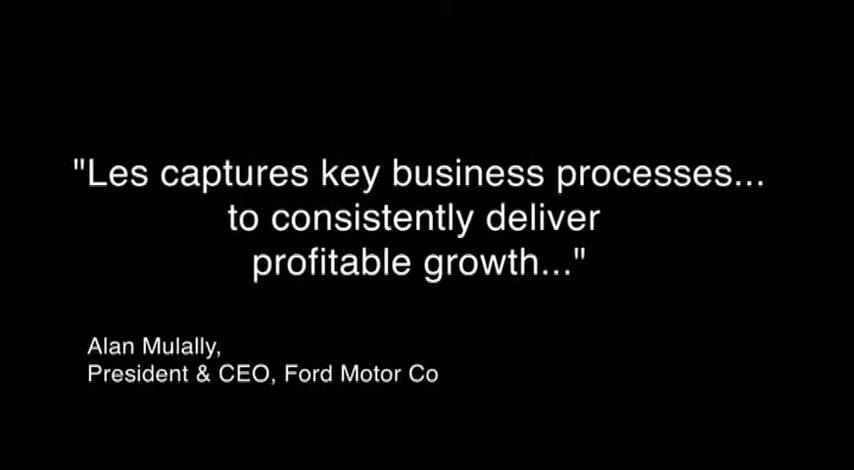 "Les captures key business processes...
to consistently deliver
profitable growth..."
Alan Mulally,
President & CEO, Ford Motor Co